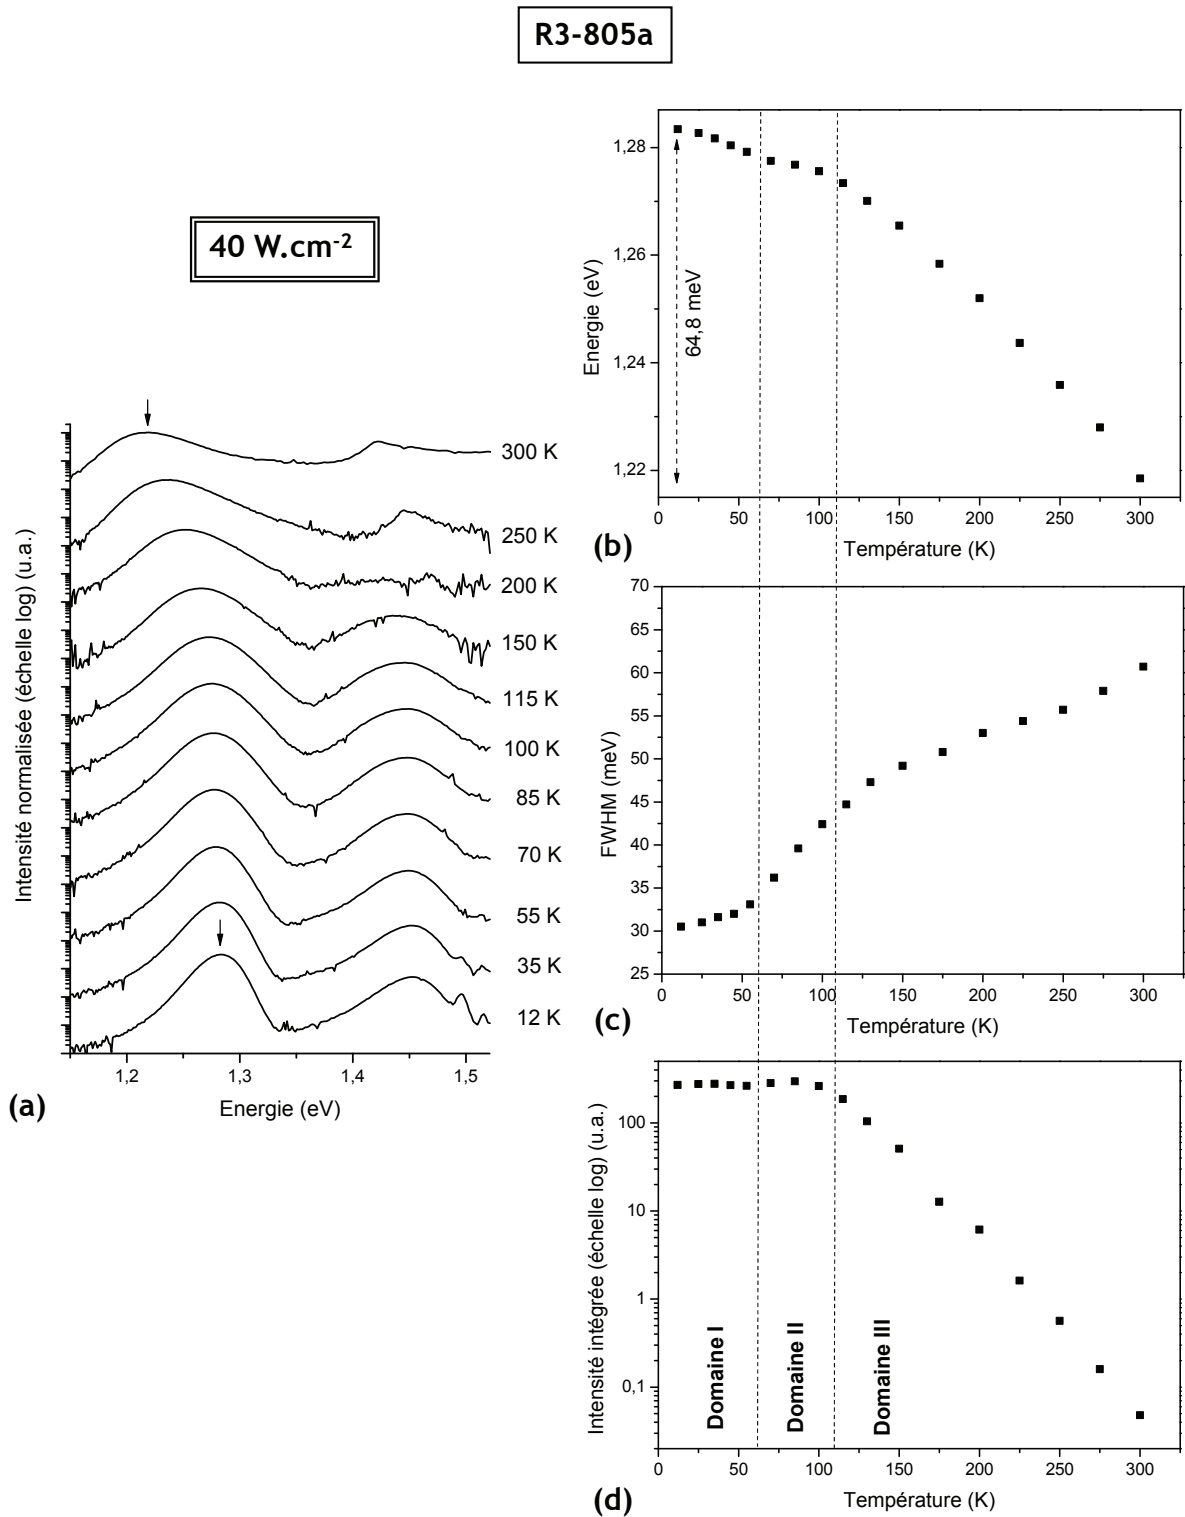 R3-805a
40 W.cm-2
Intensité normalisée (échelle log) (u.a.)
300 K
250 K
200 K
150 K
115 K
100 K
85 K
70 K
55 K
35 K
12 K
1,2 1,3 1,4 1,5
Energie (eV)
(a)
Energie (eV)
1,28
1,26
1,24
1,22
64,8 meV
0 50 100 150 200 250 300
Température (K)
(b)
FWHM (meV)
70
65
60
55
50
45
40
35
30
25
0 50 100 150 200 250 300
Température (K)
(c)
Intensité intégrée (échelle log) (u.a.)
100
10
1
0,1
Domaine I
Domaine II
Domaine III
0 50 100 150 200 250 300
Température (K)
(d)